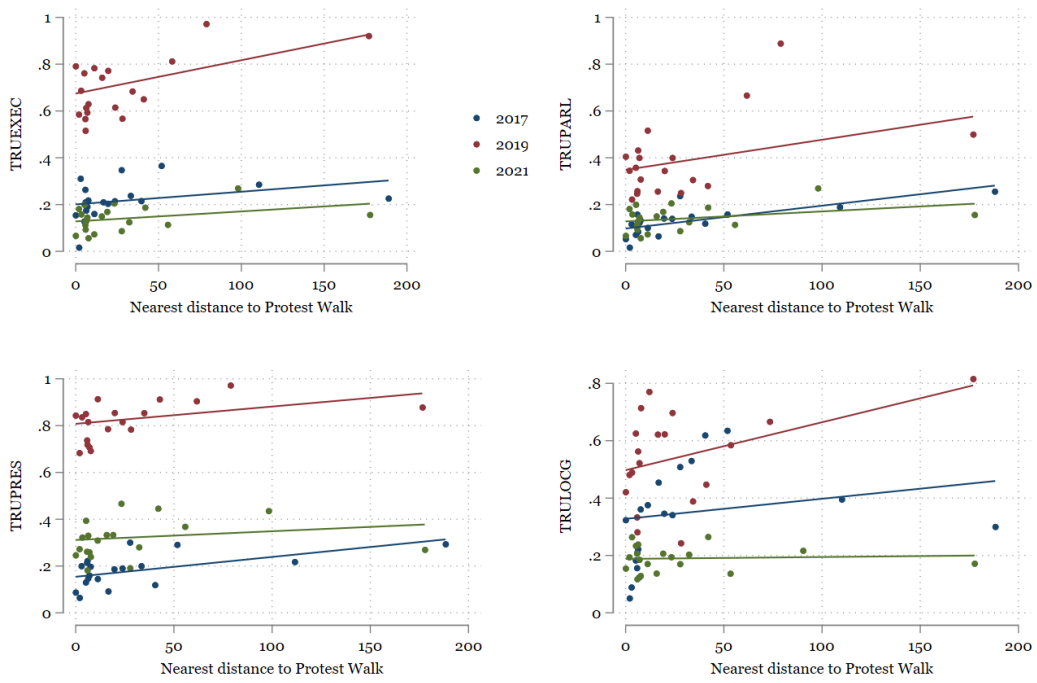 TRUEXEC
1
.8
.6
.4
.2
0
0 50 100 150 200
Nearest distance to Protest Walk
2017
2019
2021
TRUPARL
1
.8
.6
.4
.2
0
0 50 100 150 200
Nearest distance to Protest Walk
TRUPRES
1
.8
.6
.4
.2
0
0 50 100 150 200
Nearest distance to Protest Walk
TRULOCG
.8
.6
.4
.2
0
0 50 100 150 200
Nearest distance to Protest Walk